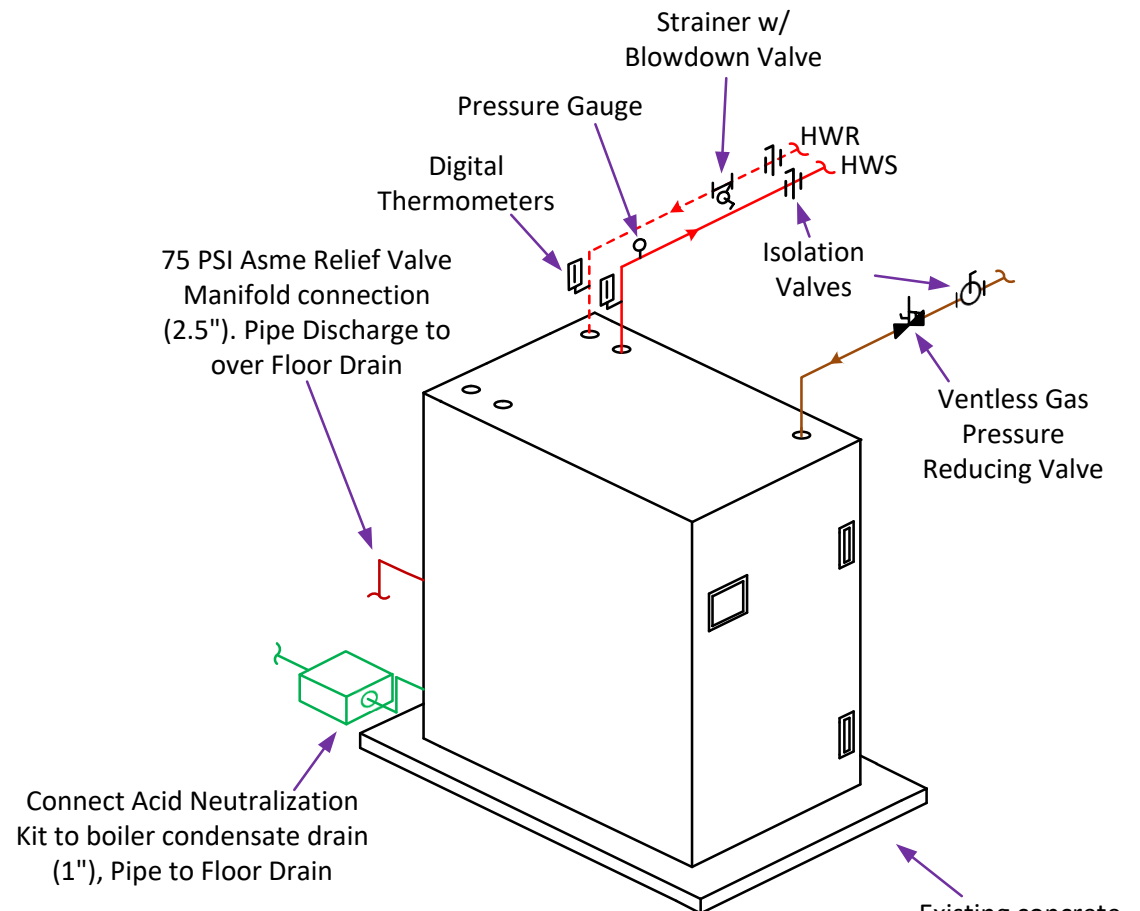 Strainer w/
Blowdown Valve
Pressure Gauge
HWR
HWS
Digital
Thermometers
Isolation
Valves
75 PSI Asme Relief Valve
Manifold connection
(2.5"). Pipe Discharge to
over Floor Drain
Ventless Gas
Pressure
Reducing Valve
Connect Acid Neutralization
Kit to boiler condensate drain
(1"), Pipe to Floor Drain
Existing concrete